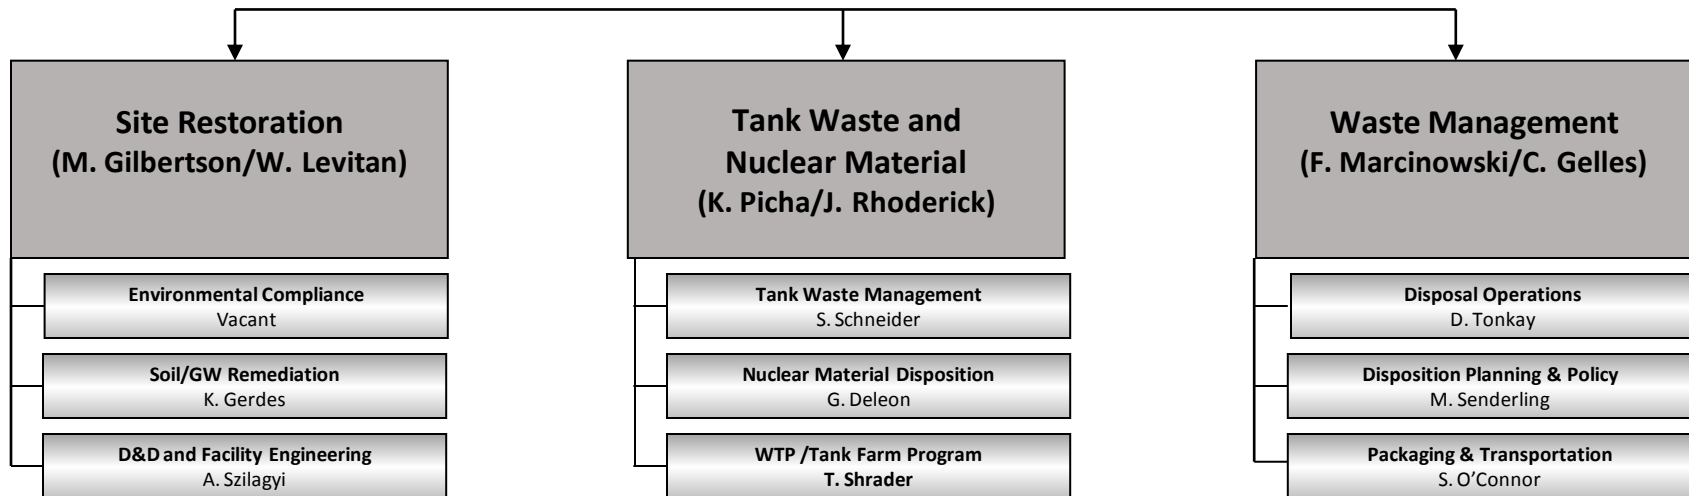 Site Restoration
(M. Gilbertson/W. Levitan)
Environmental Compliance
Vacant
Soil/GW Remediation
K. Gerdes
D&D and Facility Engineering
A. Szilagyi
Tank Waste and
Nuclear Material
(K. Picha/J. Rhoderick)
Tank Waste Management
S. Schneider
Nuclear Material Disposition
G. Deleon
WTP /Tank Farm Program
T. Shrader
Waste Management
(F. Marcinowski/C. Gelles)
Disposal Operations
D. Tonkay
Disposition Planning & Policy
M. Senderling
Packaging & Transportation
S. O’Connor